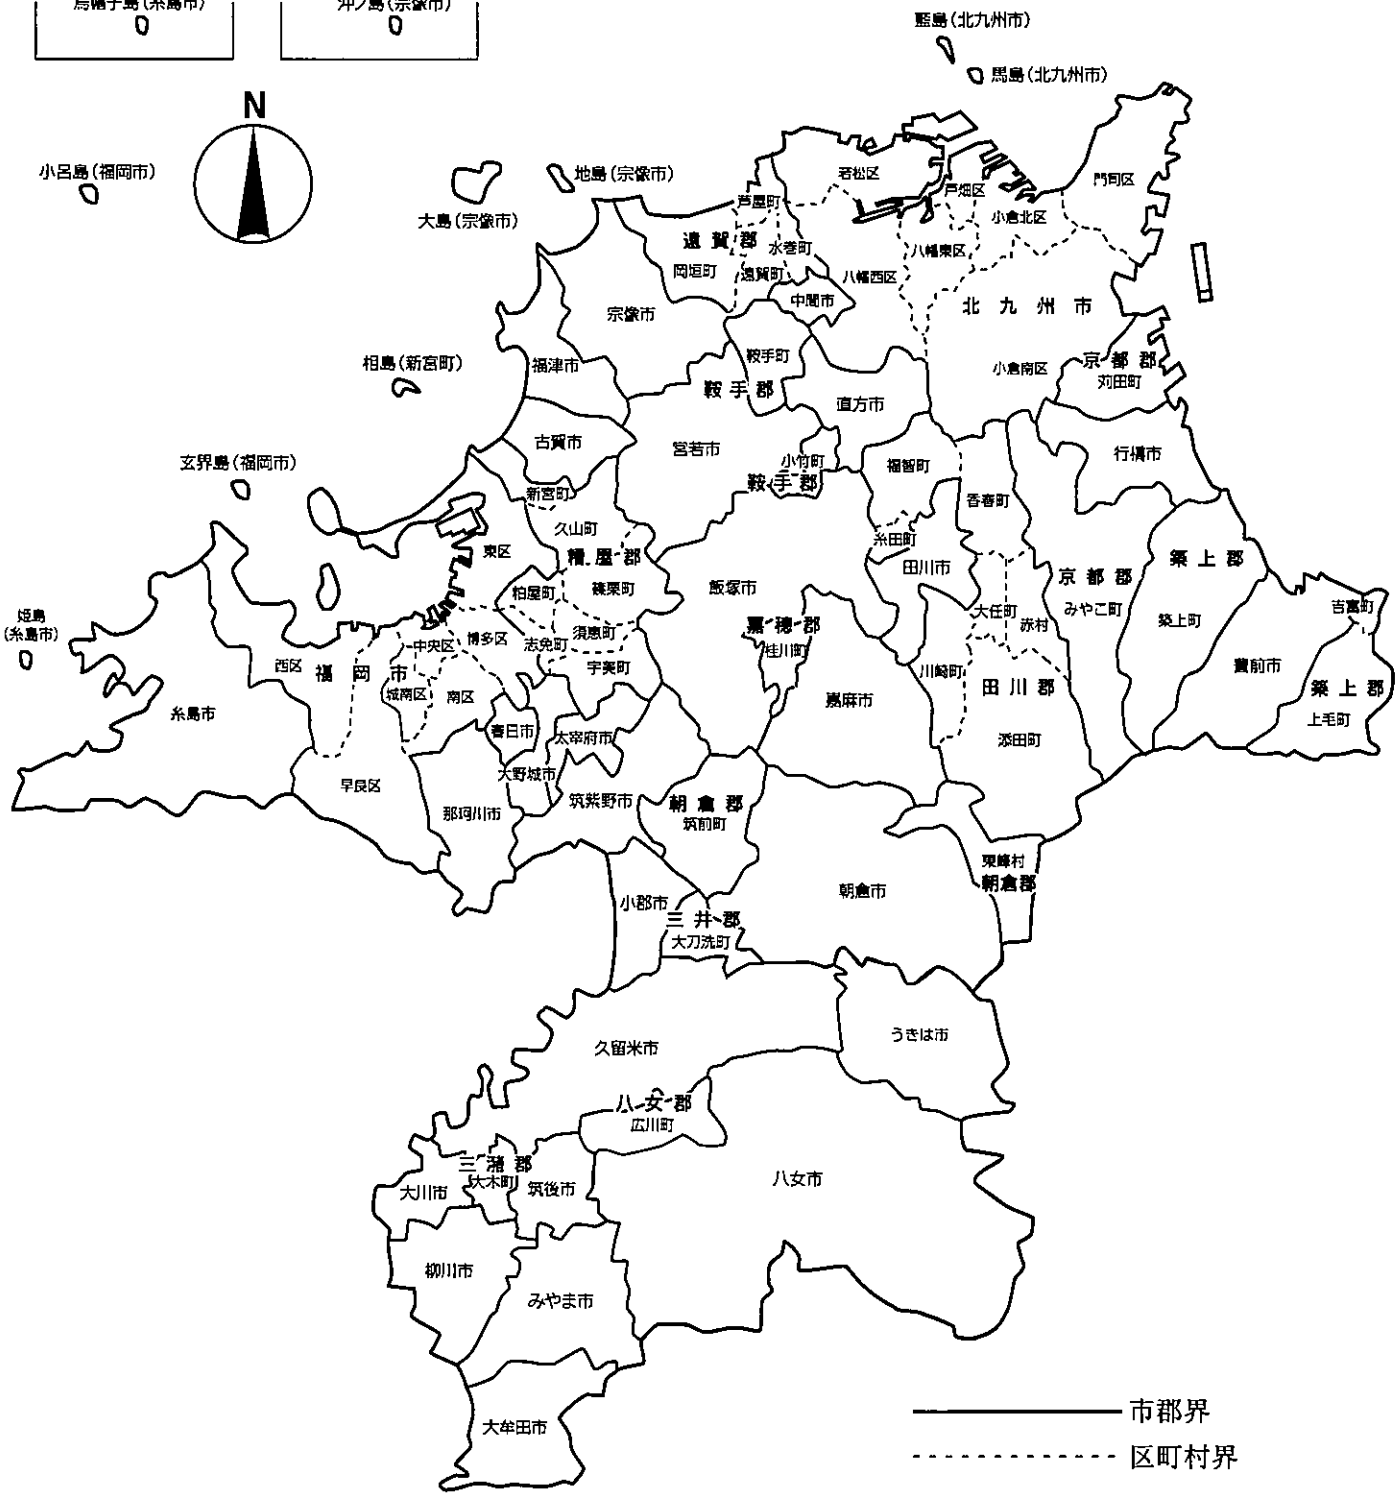 烏帽子島(糸島市)
沖ノ島(宗像市)
藍島(北九州市)
馬島(北九州市)
N
小呂島(福岡市)
大島(宗像市)
地島(宗像市)
若松区
戸畑区
門司区
芦屋町
小倉北区
遠賀郡
水巻町
八幡東区
岡垣町
遠賀町
八幡西区
中間市
北九州市
宗像市
相島(新宮町)
福津市
鞍手町
小倉南区
京都郡
苅田町
鞍手郡
直方市
古賀市
宮若市
小竹町
福智町
行橋市
玄界島(福岡市)
鞍手郡
新宮町
香春町
久山町
東区
糟屋郡
糸田町
築上郡
粕屋町
篠栗町
飯塚市
田川市
京都郡
みやこ町
姫島
(糸島市)
吉富町
大任町
赤村
築上町
嘉穂郡
桂川町
中央区
博多区
志免町
須恵町
西区
福岡市
宇美町
川崎町
田川郡
豊前市
築上郡
上毛町
城南区
南区
嘉麻市
糸島市
春日市
太宰府市
添田町
大野城市
早良区
那珂川市
筑紫野市
朝倉郡
筑前町
東峰村
朝倉郡
朝倉市
小郡市
三井郡
大刀洗町
うきは市
久留米市
八女郡
広川町
三潴郡
大木町
大川市
筑後市
八女市
柳川市
みやま市
大牟田市
市郡界
区町村界